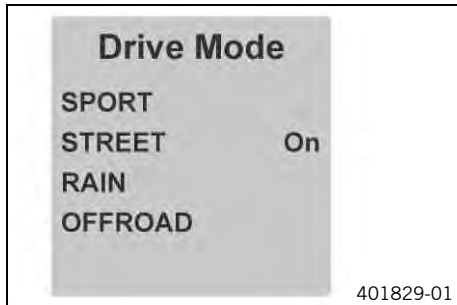 Drive Mode
SPORT
STREET On
RAIN
OFFROAD
401829-01